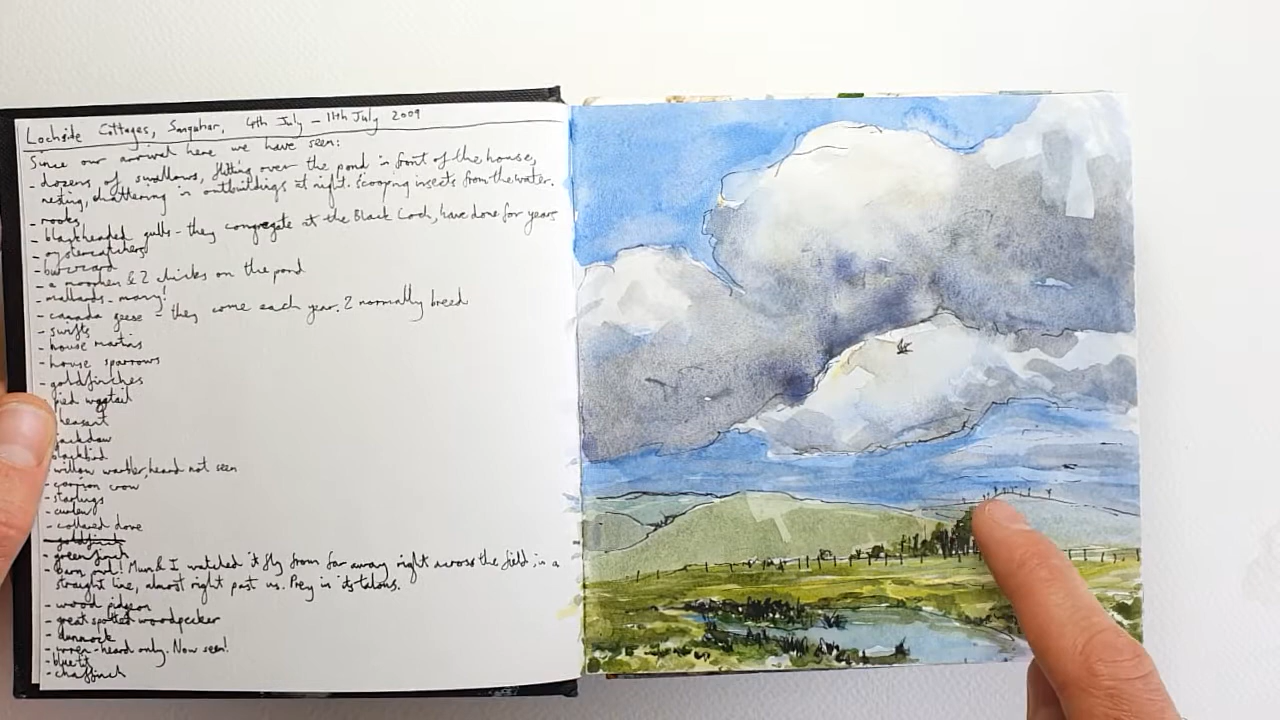 Lochside Cottages, Sanquhar, 4th July - 11th July 2009
Since our arrival here we have seen:
- dozens of swallows, flitting over the pond in front of the house,
nesting, chattering in outbuildings at night. Scooping insects from the water.
- rooks
- blackheaded gulls - they congregate at the Black Loch, have done for years
- oystercatchers
- buzzard
- a moorhen & 2 chicks on the pond
- mallards - many!
- canada geese - they come each year. 2 normally breed
- swifts
- house martins
- house sparrows
- goldfinches
pied wagtail
pheasant
jackdaw
blackbird
willow warbler, heard not seen
- carrion crow
- starlings
- curlew
- collared dove
- goldfinch
- greenfinch
- barn owl! Mum & I watched it fly from far away right across the field, in a
straight line, almost right past us. Prey in its talons.
- wood pidgeon
- great spotted woodpecker
- dunnock
- wren - heard only. Now seen!
- bluetit
- chaffinch